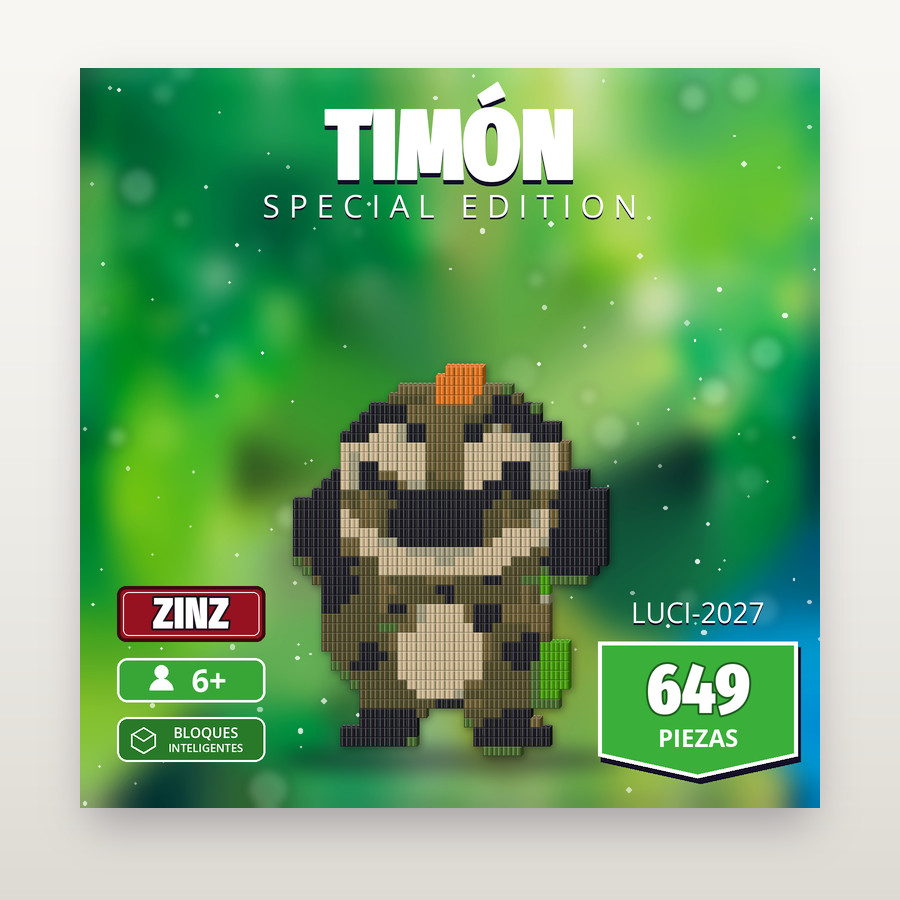 TIMÓN
SPECIAL EDITION
ZINZ
6+
BLOQUES
INTELIGENTES
LUCI-2027
649
PIEZAS